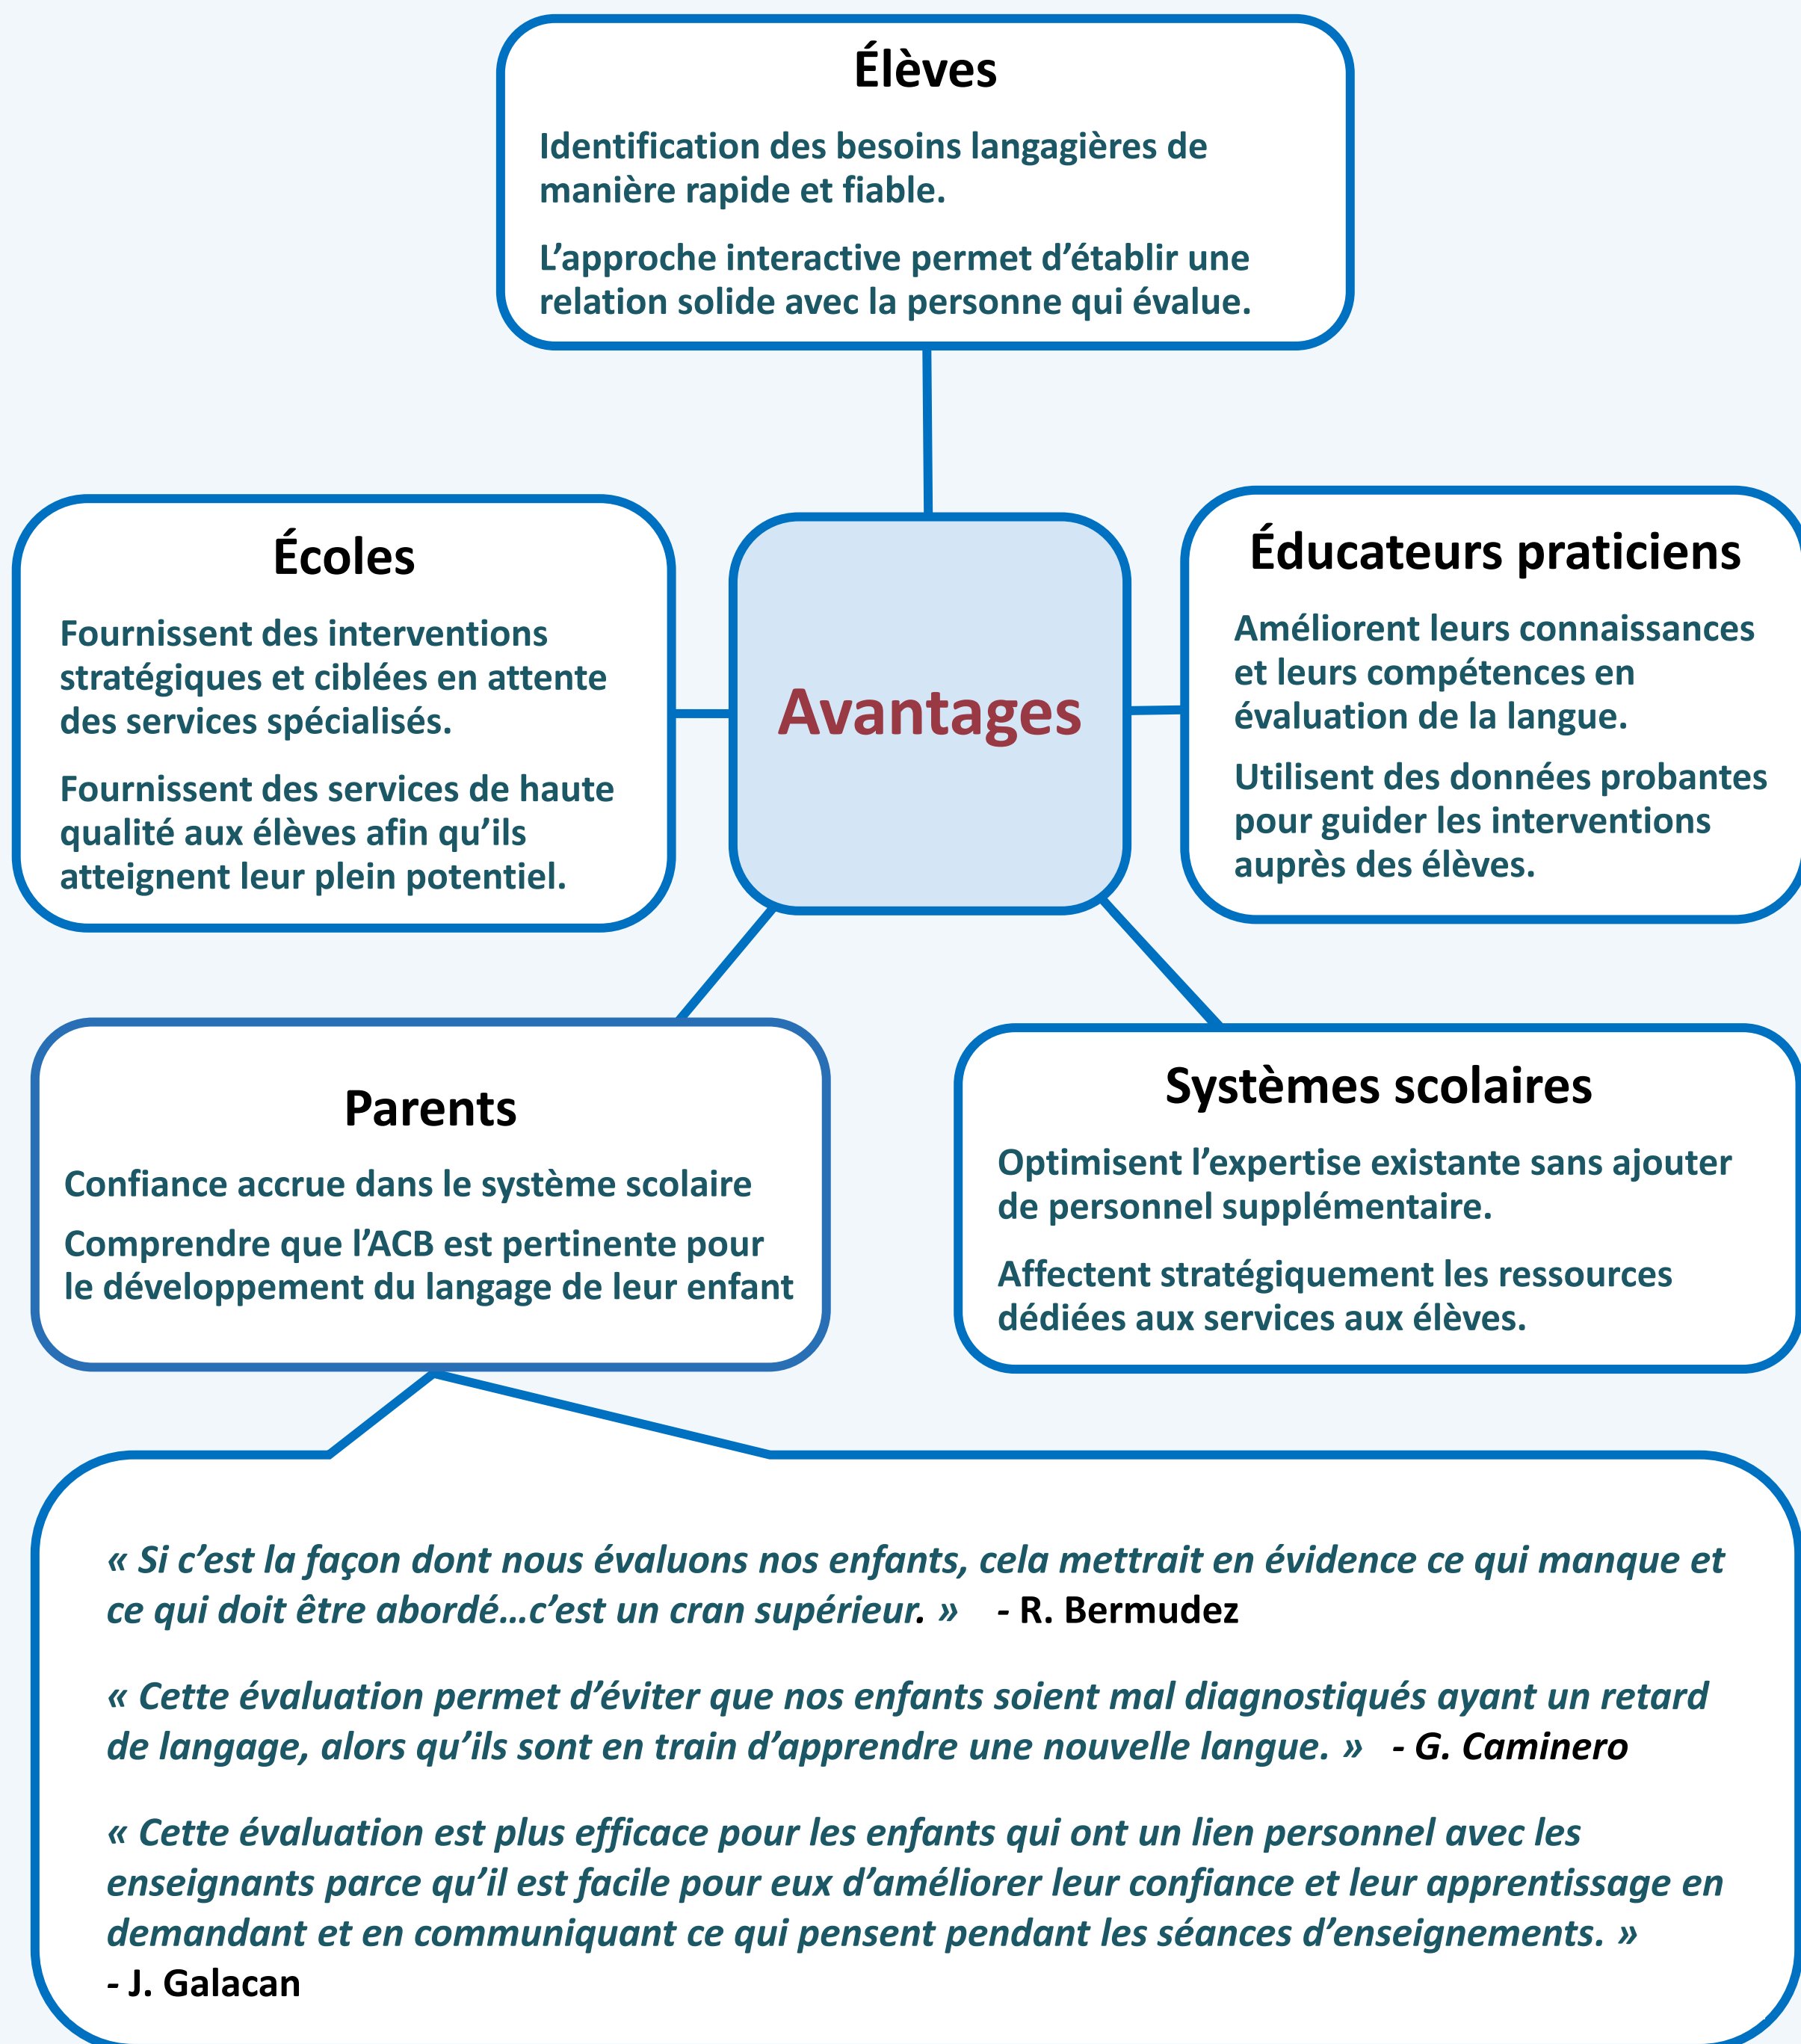 Élèves
Identification des besoins langagières de
manière rapide et fiable.
L’approche interactive permet d’établir une
relation solide avec la personne qui évalue.
Écoles
Fournissent des interventions
stratégiques et ciblées en attente
des services spécialisés.
Fournissent des services de haute
qualité aux élèves afin qu’ils
atteignent leur plein potentiel.
Avantages
Éducateurs praticiens
Améliorent leurs connaissances
et leurs compétences en
évaluation de la langue.
Utilisent des données probantes
pour guider les interventions
auprès des élèves.
Parents
Confiance accrue dans le système scolaire
Comprendre que l’ACB est pertinente pour
le développement du langage de leur enfant
Systèmes scolaires
Optimisent l’expertise existante sans ajouter
de personnel supplémentaire.
Affectent stratégiquement les ressources
dédiées aux services aux élèves.
« Si c’est la façon dont nous évaluons nos enfants, cela mettrait en évidence ce qui manque et
ce qui doit être abordé…c’est un cran supérieur. » - R. Bermudez
« Cette évaluation permet d’éviter que nos enfants soient mal diagnostiqués ayant un retard
de langage, alors qu’ils sont en train d’apprendre une nouvelle langue. » - G. Caminero
« Cette évaluation est plus efficace pour les enfants qui ont un lien personnel avec les
enseignants parce qu’il est facile pour eux d’améliorer leur confiance et leur apprentissage en
demandant et en communiquant ce qui pensent pendant les séances d’enseignements. »
- J. Galacan